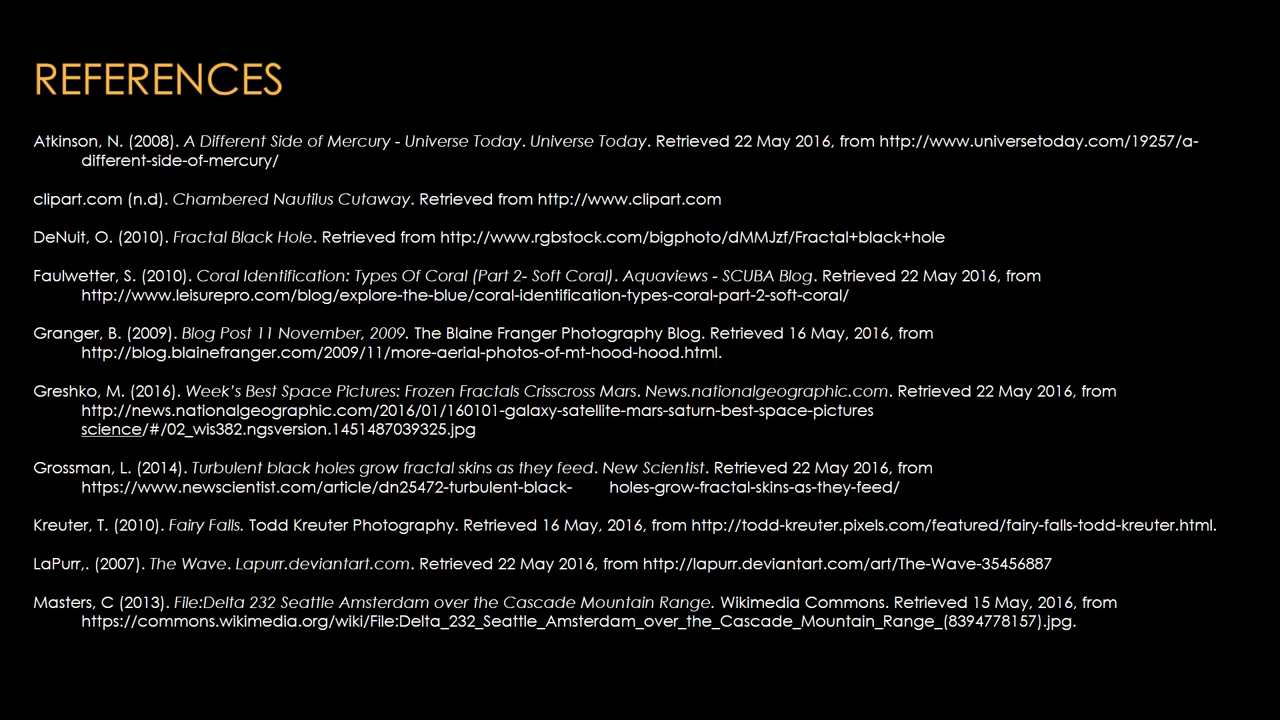 REFERENCES
Atkinson, N. (2008). A Different Side of Mercury - Universe Today. Universe Today. Retrieved 22 May 2016, from http://www.universetoday.com/19257/a-
different-side-of-mercury/
clipart.com (n.d). Chambered Nautilus Cutaway. Retrieved from http://www.clipart.com
DeNuit, O. (2010). Fractal Black Hole. Retrieved from http://www.rgbstock.com/bigphoto/dMMJzf/Fractal+black+hole
Faulwetter, S. (2010). Coral Identification: Types Of Coral (Part 2- Soft Coral). Aquaviews - SCUBA Blog. Retrieved 22 May 2016, from
http://www.leisurepro.com/blog/explore-the-blue/coral-identification-types-coral-part-2-soft-coral/
Granger, B. (2009). Blog Post 11 November, 2009. The Blaine Franger Photography Blog. Retrieved 16 May, 2016, from
http://blog.blainefranger.com/2009/11/more-aerial-photos-of-mt-hood-hood.html.
Greshko, M. (2016). Week's Best Space Pictures: Frozen Fractals Crisscross Mars. News.nationalgeographic.com. Retrieved 22 May 2016, from
http://news.nationalgeographic.com/2016/01/160101-galaxy-satellite-mars-saturn-best-space-pictures
science/#/02_wis382.ngsversion.1451487039325.jpg
Grossman, L. (2014). Turbulent black holes grow fractal skins as they feed. New Scientist. Retrieved 22 May 2016, from
https://www.newscientist.com/article/dn25472-turbulent-black- holes-grow-fractal-skins-as-they-feed/
Kreuter, T. (2010). Fairy Falls. Todd Kreuter Photography. Retrieved 16 May, 2016, from http://todd-kreuter.pixels.com/featured/fairy-falls-todd-kreuter.html.
LaPurr,. (2007). The Wave. Lapurr.deviantart.com. Retrieved 22 May 2016, from http://lapurr.deviantart.com/art/The-Wave-35456887
Masters, C (2013). File:Delta 232 Seattle Amsterdam over the Cascade Mountain Range. Wikimedia Commons. Retrieved 15 May, 2016, from
https://commons.wikimedia.org/wiki/File:Delta_232_Seattle_Amsterdam_over_the_Cascade_Mountain_Range_(8394778157).jpg.